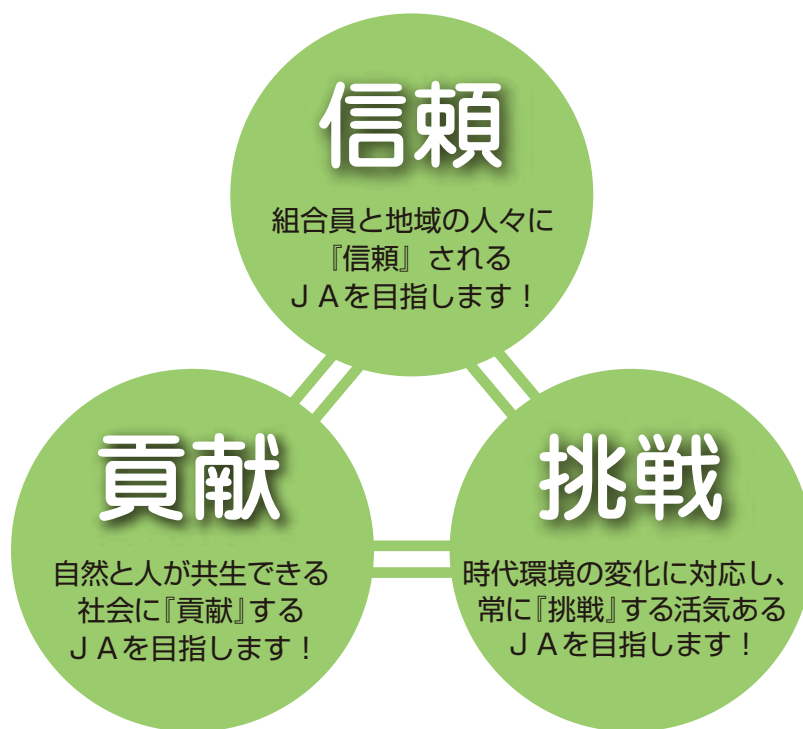 信頼
組合員と地域の人々に
『信頼』される
ＪＡを目指します！
貢献
自然と人が共生できる
社会に『貢献』する
ＪＡを目指します！
挑戦
時代環境の変化に対応し、
常に『挑戦』する活気ある
ＪＡを目指します！